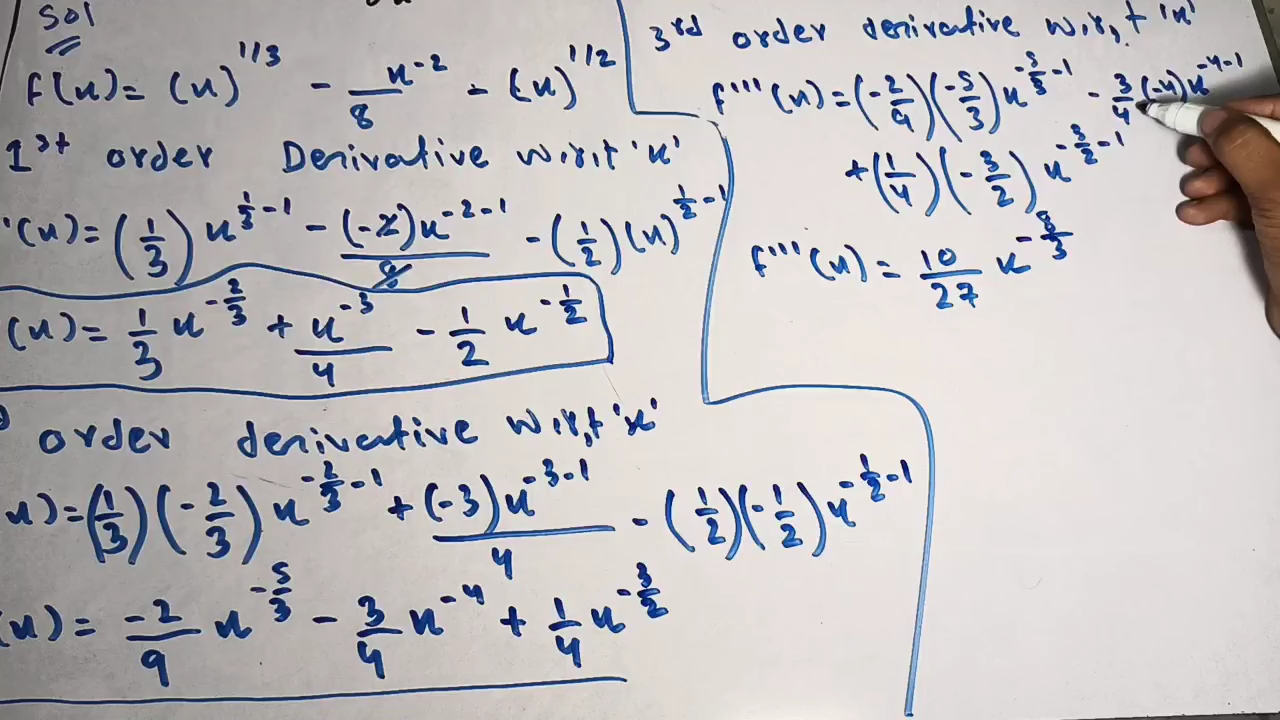 Sol
f(x) = (x)^{1/3} - x^{-2}/8 - (x)^{1/2}
1st order Derivative w.r.t 'x'
'(x) = (1/3) x^{1/3 - 1} - (-2)x^{-2-1}/8 - (1/2)(x)^{1/2 - 1}
(x) = 1/3 x^{-2/3} + x^{-3}/4 - 1/2 x^{-1/2}
order derivative w.r.t 'x'
x) = (1/3)(-2/3) x^{-2/3 - 1} + (-3)x^{-3-1}/4 - (1/2)(-1/2) x^{-1/2 - 1}
(x) = -2/9 x^{-5/3} - 3/4 x^{-4} + 1/4 x^{-3/2}
3rd order derivative w.r.t 'x'
f'''(x) = (-2/9)(-5/3) x^{-5/3 - 1} - 3/4 (-4) x^{-4-1}
+ (1/4)(-3/2) x^{-3/2 - 1}
f'''(x) = 10/27 x^{-8/3}